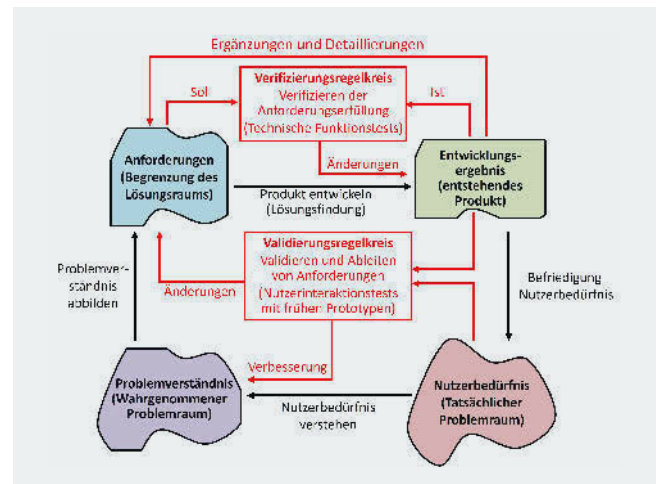 Ergänzungen und Detaillierungen
Verifizierungsregelkreis
Verifizieren der
Anforderungserfüllung
(Technische Funktionstests)
Soll
Ist
Anforderungen
(Begrenzung des
Lösungsraums)
Änderungen
Entwicklungs-
ergebnis
(entstehendes
Produkt)
Produkt entwickeln
(Lösungsfindung)
Validierungsregelkreis
Validieren und Ableiten
von Anforderungen
(Nutzerinteraktionstests
mit frühen Prototypen)
Problemver-
ständnis
abbilden
Änderungen
Befriedigung
Nutzerbedürfnis
Verbesserung
Problemverständnis
(Wahrgenommener
Problemraum)
Nutzerbedürfnis
verstehen
Nutzerbedürfnis
(Tatsächlicher
Problemraum)